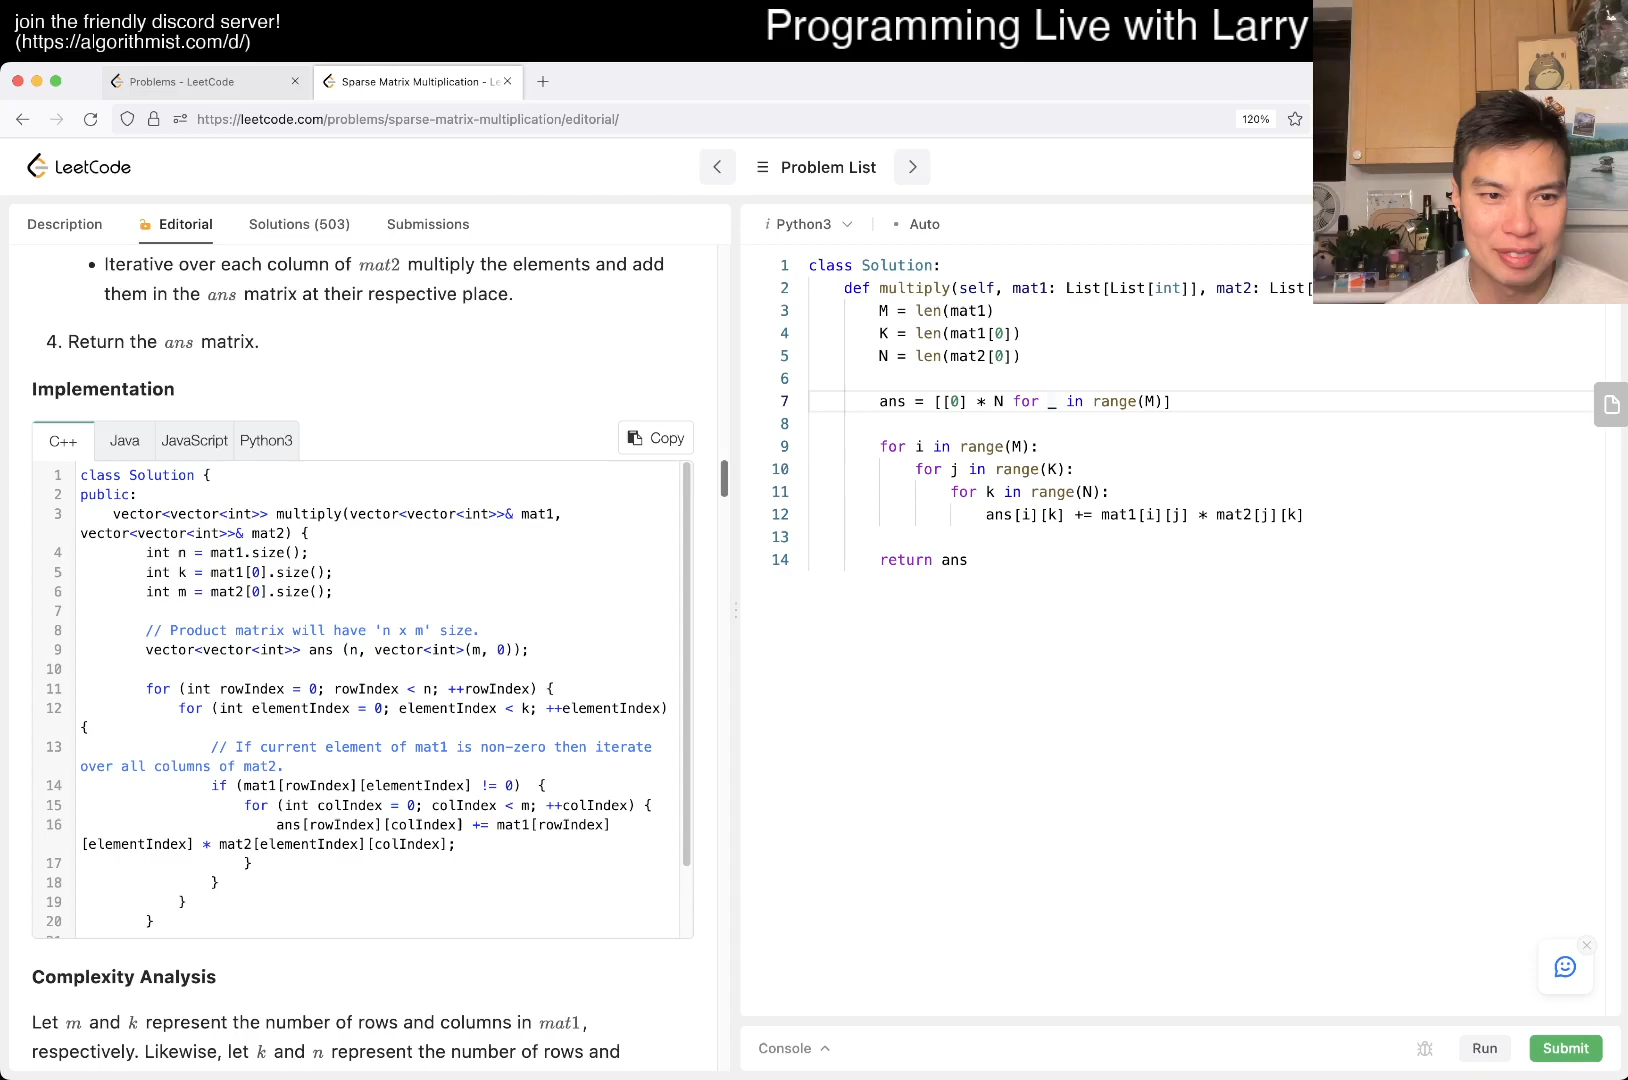 join the friendly discord server!
(https://algorithmist.com/d/)
Programming Live with Larry
Problems - LeetCode
Sparse Matrix Multiplication - Le
https://leetcode.com/problems/sparse-matrix-multiplication/editorial/
120%
LeetCode
Problem List
Description
Editorial
Solutions (503)
Submissions
• Iterative over each column of mat2 multiply the elements and add
them in the ans matrix at their respective place.
4. Return the ans matrix.
Implementation
C++
Java
JavaScript
Python3
Copy
1 class Solution {
2 public:
3 vector<vector<int>> multiply(vector<vector<int>>& mat1,
vector<vector<int>>& mat2) {
4 int n = mat1.size();
5 int k = mat1[0].size();
6 int m = mat2[0].size();
7
8 // Product matrix will have 'n x m' size.
9 vector<vector<int>> ans (n, vector<int>(m, 0));
10
11 for (int rowIndex = 0; rowIndex < n; ++rowIndex) {
12 for (int elementIndex = 0; elementIndex < k; ++elementIndex)
{
13 // If current element of mat1 is non-zero then iterate
over all columns of mat2.
14 if (mat1[rowIndex][elementIndex] != 0) {
15 for (int colIndex = 0; colIndex < m; ++colIndex) {
16 ans[rowIndex][colIndex] += mat1[rowIndex]
[elementIndex] * mat2[elementIndex][colIndex];
17 }
18 }
19 }
20 }
Complexity Analysis
Let m and k represent the number of rows and columns in mat1,
respectively. Likewise, let k and n represent the number of rows and
i Python3
• Auto
1 class Solution:
2 def multiply(self, mat1: List[List[int]], mat2: List[
3 M = len(mat1)
4 K = len(mat1[0])
5 N = len(mat2[0])
6
7 ans = [[0] * N for _ in range(M)]
8
9 for i in range(M):
10 for j in range(K):
11 for k in range(N):
12 ans[i][k] += mat1[i][j] * mat2[j][k]
13
14 return ans
Console
Run
Submit